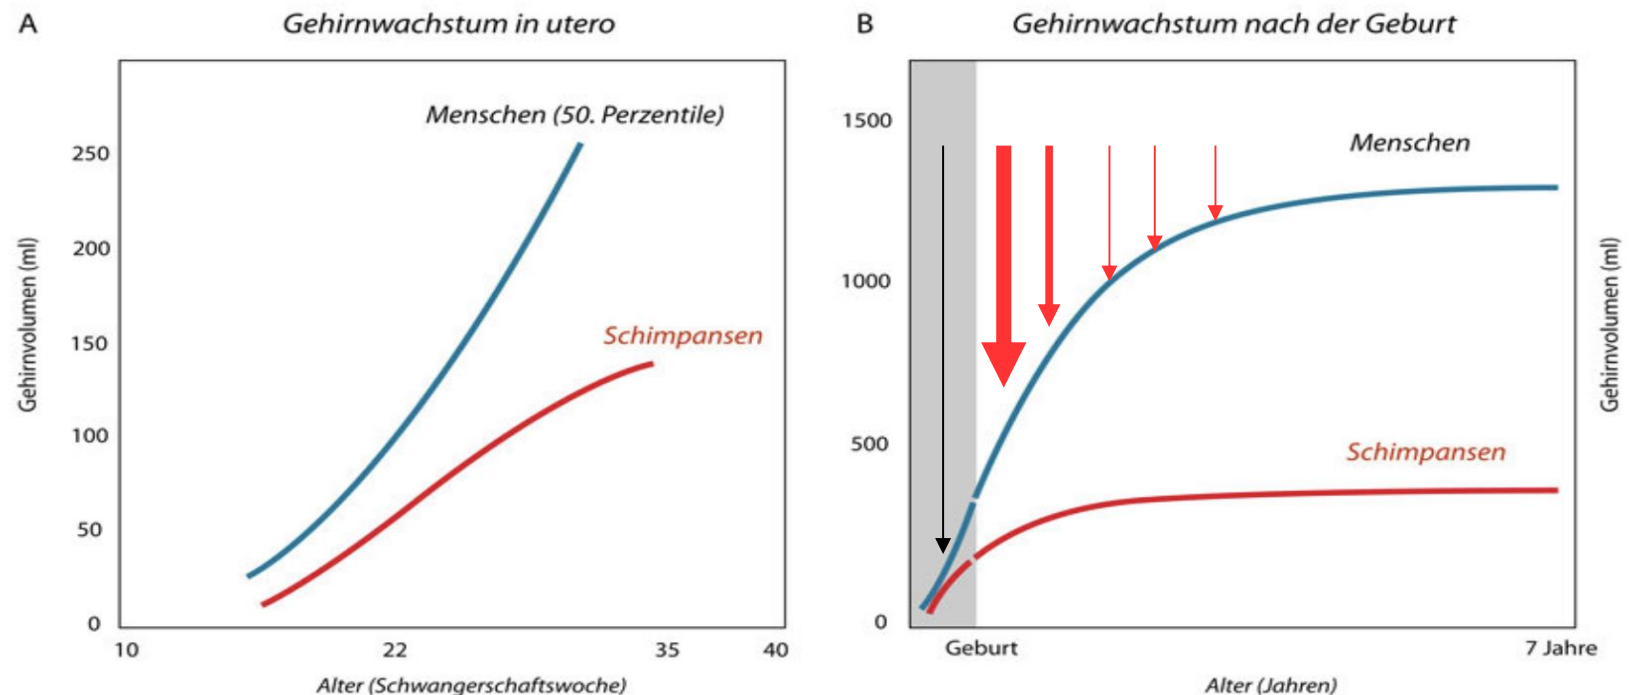 A
Gehirnwachstum in utero
Menschen (50. Perzentile)
Schimpansen
Gehirnvolumen (ml)
250
200
150
100
50
0
10 22 35 40
Alter (Schwangerschaftswoche)
B
Gehirnwachstum nach der Geburt
Menschen
Schimpansen
1500
1000
500
0
Gehirnvolumen (ml)
Geburt 7 Jahre
Alter (Jahren)